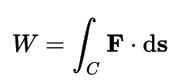 W = ∫_C F · ds